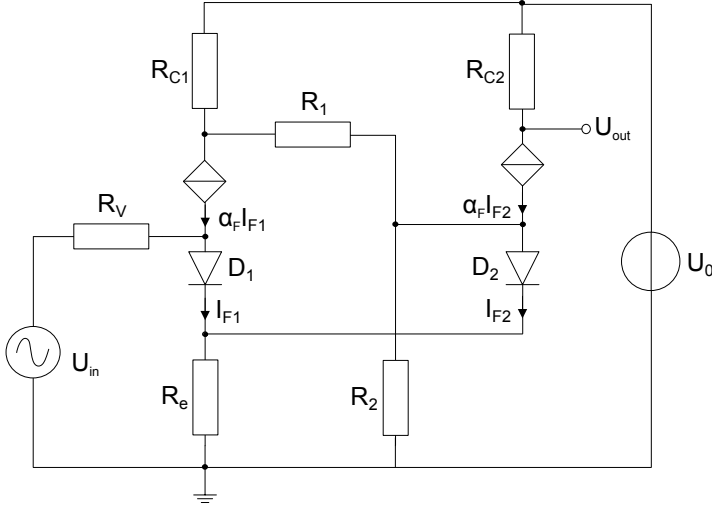 R_C1
R_C2
R_1
U_out
R_V
α_F I_F1
α_F I_F2
D_1
D_2
U_0
I_F1
I_F2
U_in
R_e
R_2